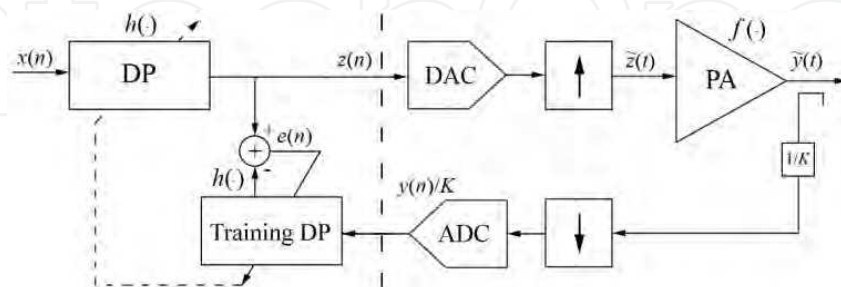 h(·)
f(·)
x(n)
DP
z(n)
DAC
z̃(t)
PA
ỹ(t)
+
e(n)
+
-
h(·)
y(n)/K
1/K
Training DP
ADC